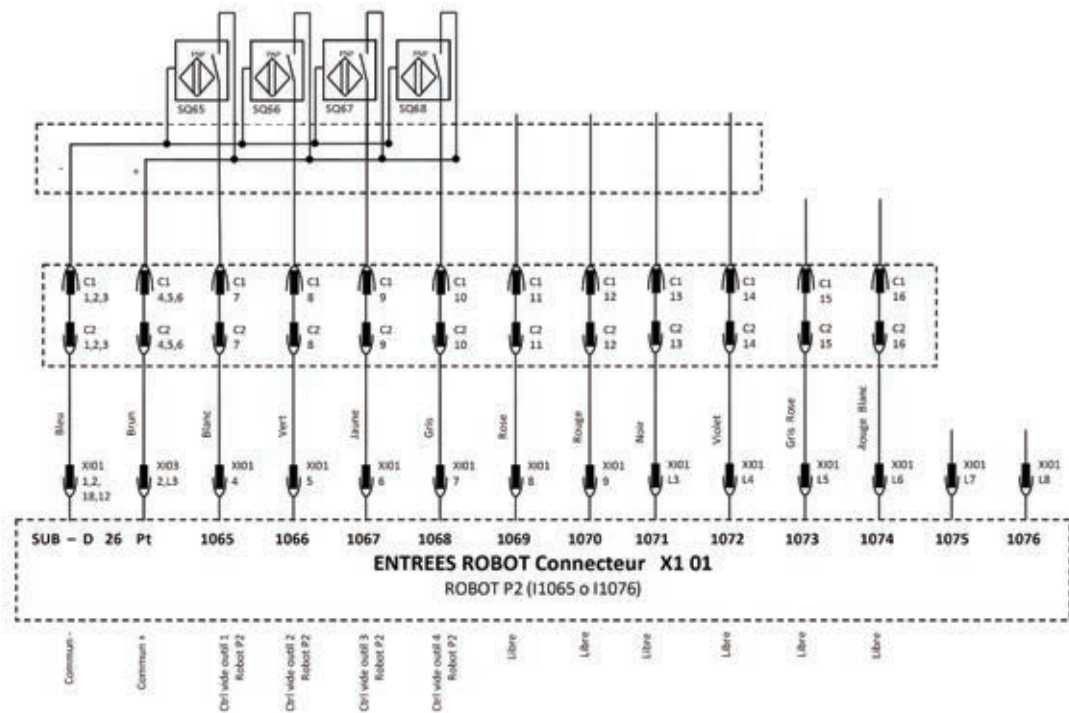 PNP PNP PNP PNP
SQ65 SQ66 SQ67 SQ68
- +
C1 C1 C1 C1 C1 C1 C1 C1 C1 C1 C1 C1
1,2,3 4,5,6 7 8 9 10 11 12 13 14 15 16
C2 C2 C2 C2 C2 C2 C2 C2 C2 C2 C2 C2
1,2,3 4,5,6 7 8 9 10 11 12 13 14 15 16
Bleu Brun Blanc Vert Jaune Gris Rose Rouge Noir Violet Gris Rose Rouge Blanc
XI01 XI03 XI01 XI01 XI01 XI01 XI01 XI01 XI01 XI01 XI01 XI01 XI01 XI01
1,2, 2,L3 4 5 6 7 8 9 L3 L4 L5 L6 L7 L8
18,12
SUB – D 26 Pt 1065 1066 1067 1068 1069 1070 1071 1072 1073 1074 1075 1076
ENTREES ROBOT Connecteur X1 01
ROBOT P2 (I1065 o I1076)
Commun -
Commun +
Ctrl vide outil 1
Robot P2
Ctrl vide outil 2
Robot P2
Ctrl vide outil 3
Robot P2
Ctrl vide outil 4
Robot P2
Libre
Libre
Libre
Libre
Libre
Libre